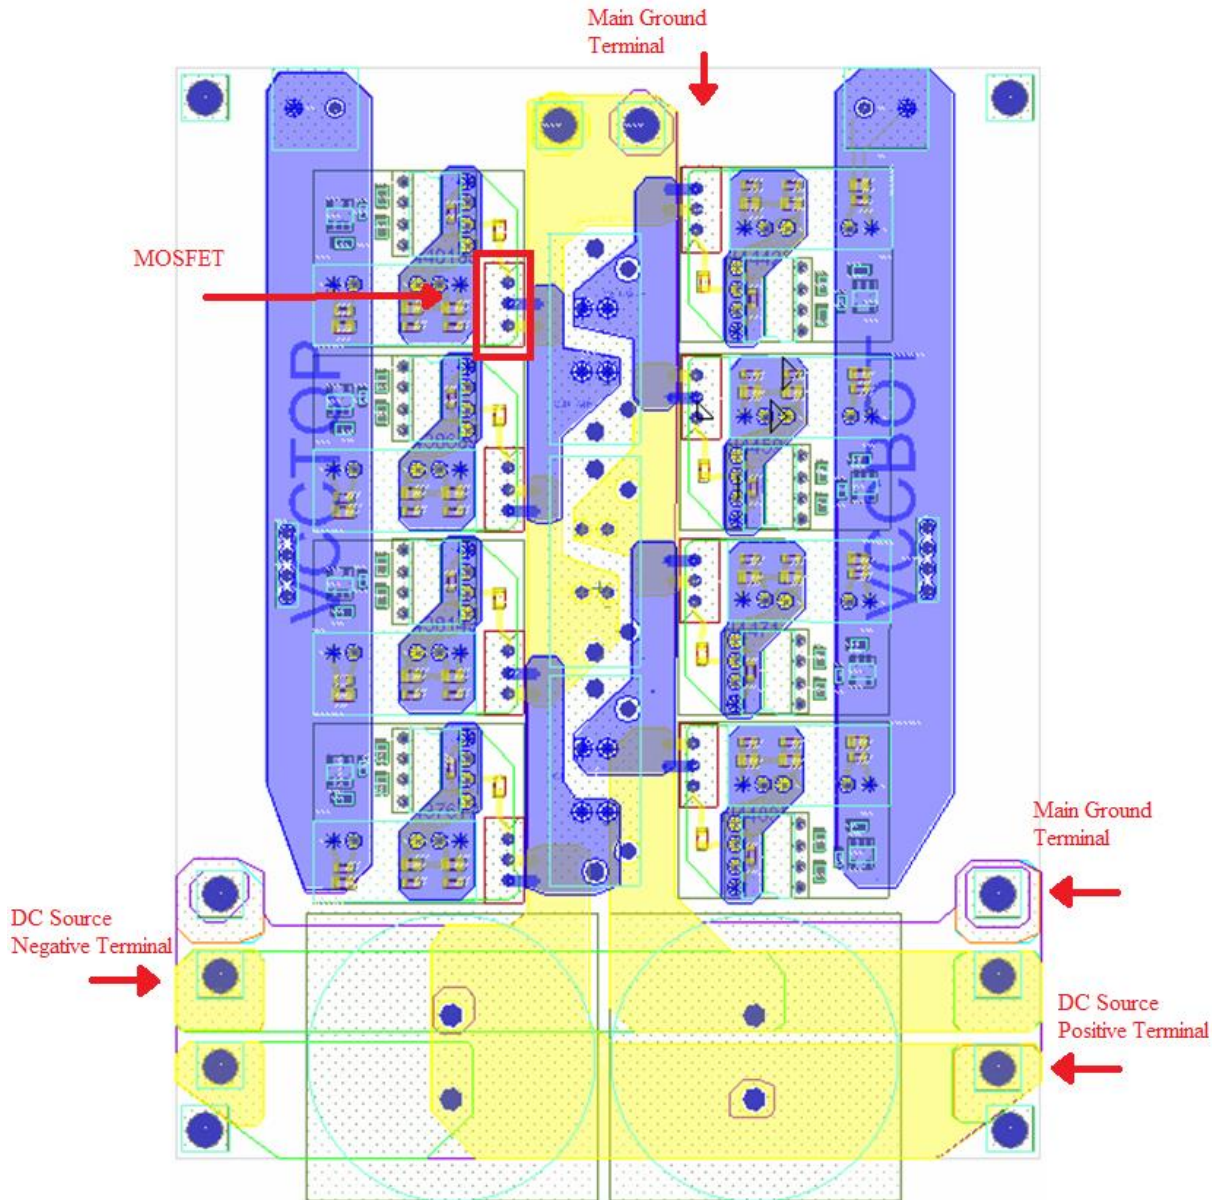 Main Ground
Terminal
MOSFET
VCCTOP
VCCBOT
Main Ground
Terminal
DC Source
Negative Terminal
DC Source
Positive Terminal